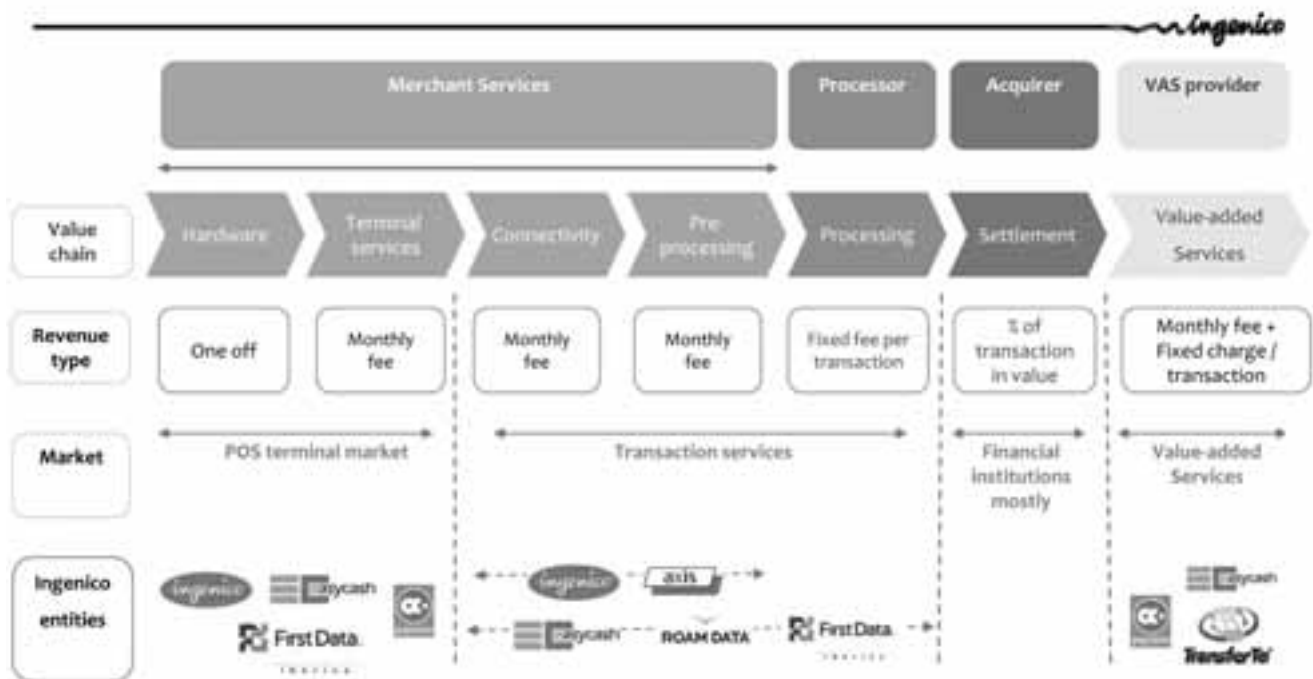 ingenico
Merchant Services
Processor
Acquirer
VAS provider
Value
chain
Hardware
Terminal
services
Connectivity
Pre
processing
Processing
Settlement
Value-added
Services
Revenue
type
One off
Monthly
fee
Monthly
fee
Monthly
fee
Fixed fee per
transaction
% of
transaction
in value
Monthly fee +
Fixed charge /
transaction
Market
POS terminal market
Transaction services
Financial
institutions
mostly
Value-added
Services
Ingenico
entities
ingenico
easycash
First Data
ingenico
axis
easycash
ROAM DATA
First Data
easycash
TransferTo